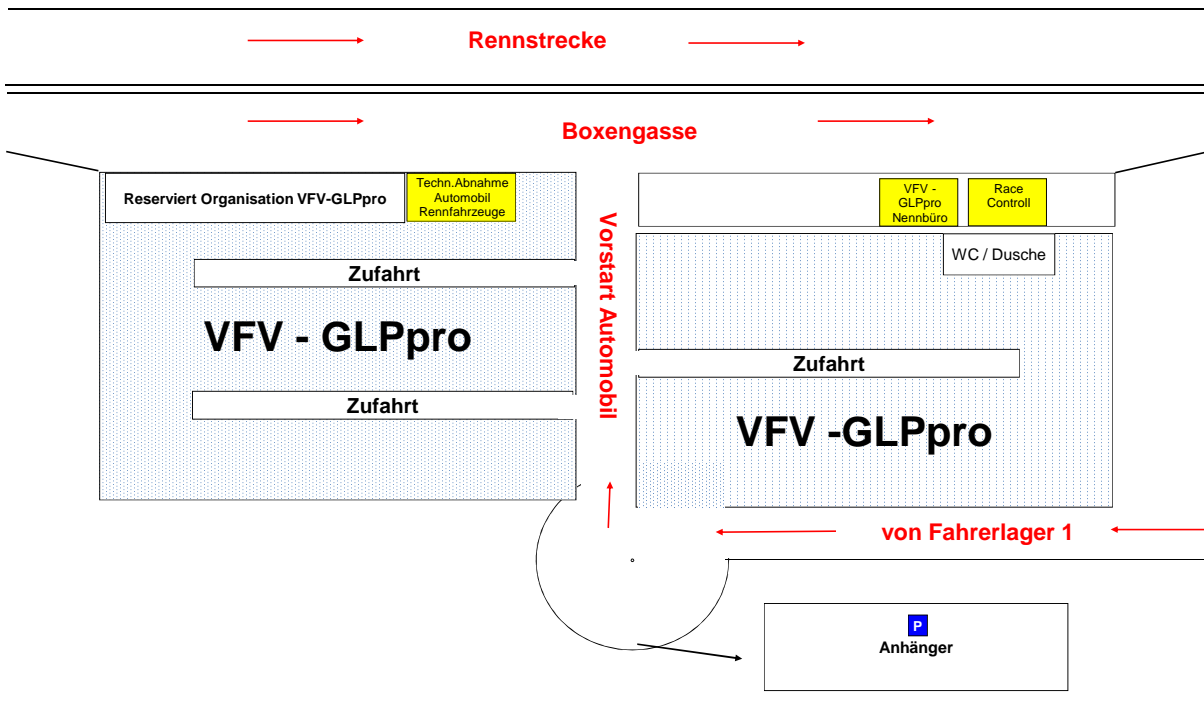 Rennstrecke
Boxengasse
Reserviert Organisation VFV-GLPpro
Techn.Abnahme
Automobil
Rennfahrzeuge
VFV -
GLPpro
Nennbüro
Race
Controll
WC / Dusche
Vorstart Automobil
Zufahrt
VFV - GLPpro
Zufahrt
Zufahrt
VFV -GLPpro
von Fahrerlager 1
P
Anhänger